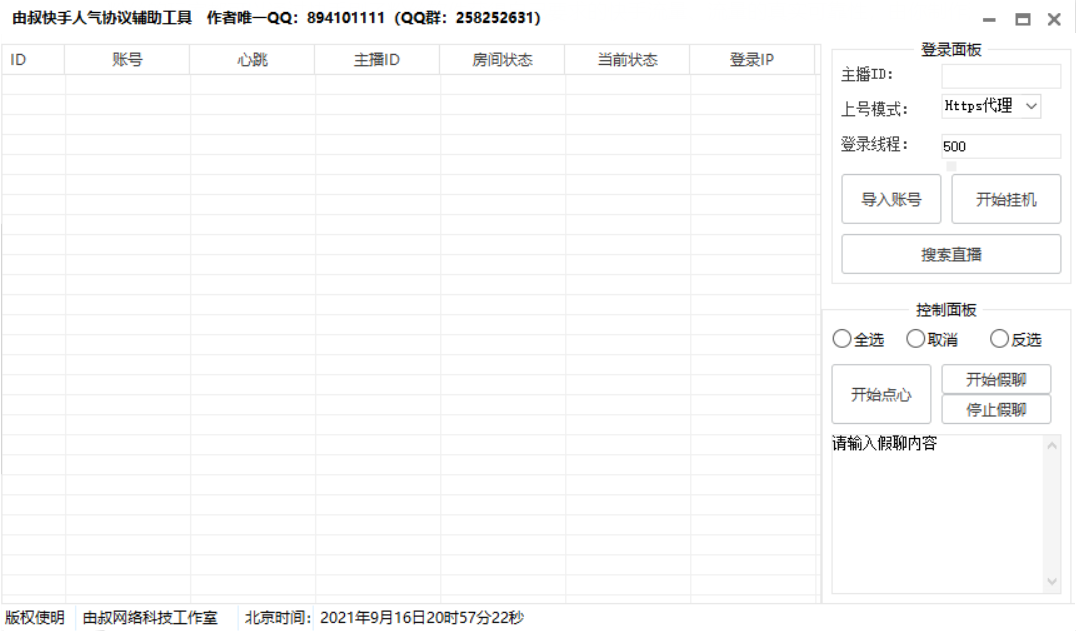 由叔快手人气协议辅助工具 作者唯一QQ：894101111（QQ群：258252631）
ID 账号 心跳 主播ID 房间状态 当前状态 登录IP
登录面板
主播ID:
上号模式: Https代理
登录线程: 500
导入账号 开始挂机
搜索直播
控制面板
全选 取消 反选
开始点心 开始假聊
停止假聊
请输入假聊内容
版权使明 由叔网络科技工作室 北京时间: 2021年9月16日20时57分22秒